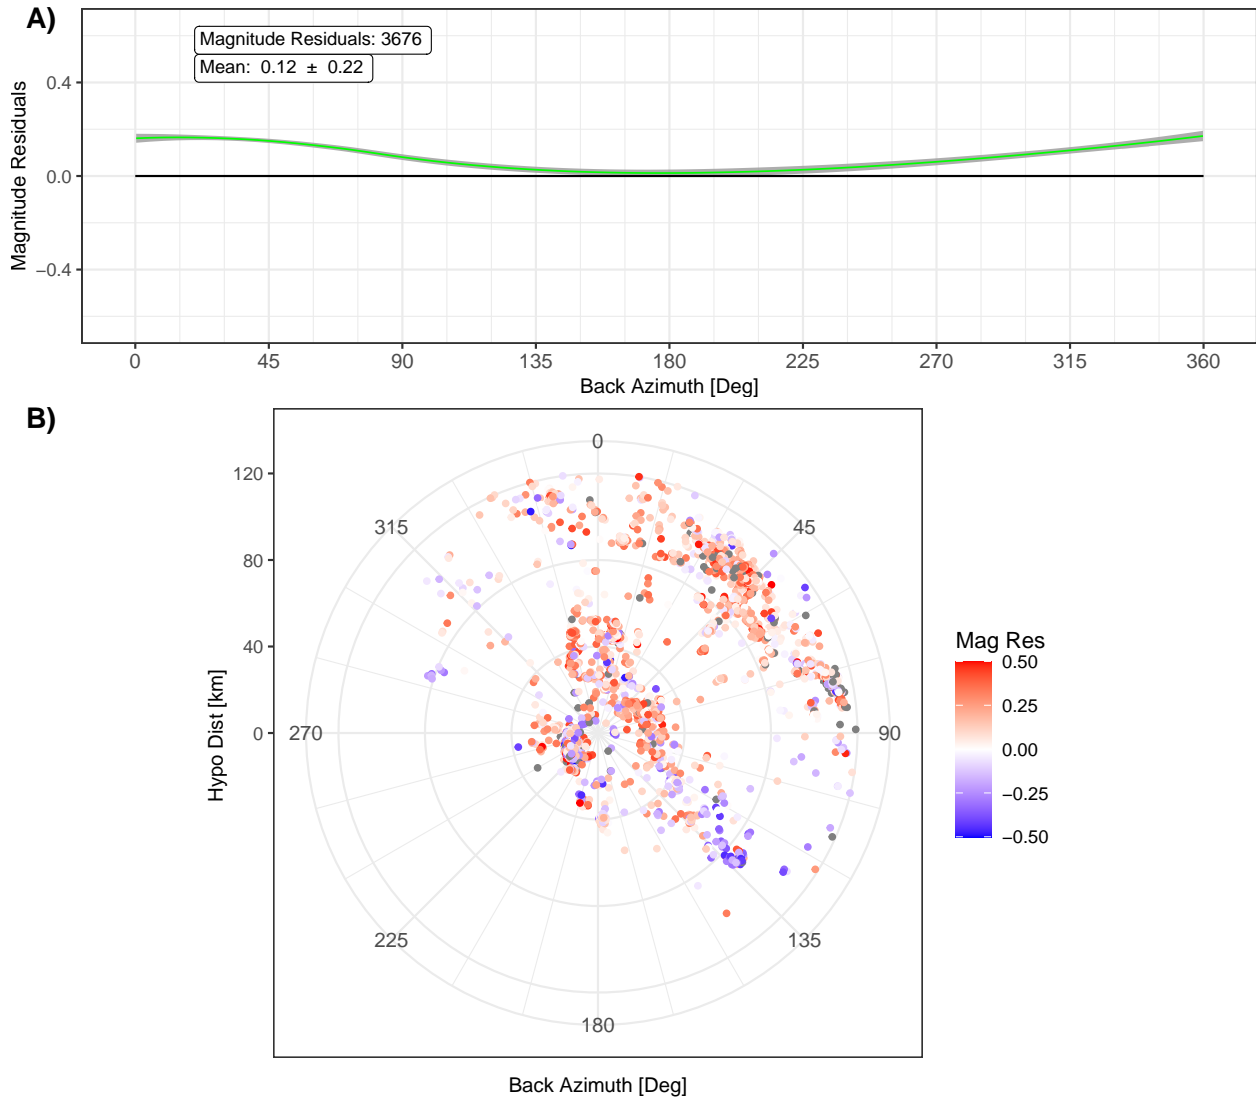 A)
Magnitude Residuals: 3676
Mean:  0.12  ±  0.22
Magnitude Residuals
0.4
0.0
−0.4
0 45 90 135 180 225 270 315 360
Back Azimuth [Deg]
B)
Hypo Dist [km]
120
80
40
0
0
45
90
135
180
225
270
315
Back Azimuth [Deg]
Mag Res
0.50
0.25
0.00
−0.25
−0.50